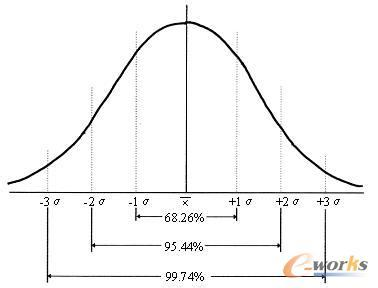 -3 σ -2 σ -1 σ x̄ +1 σ +2 σ +3 σ
68.26%
95.44%
99.74%
e-works